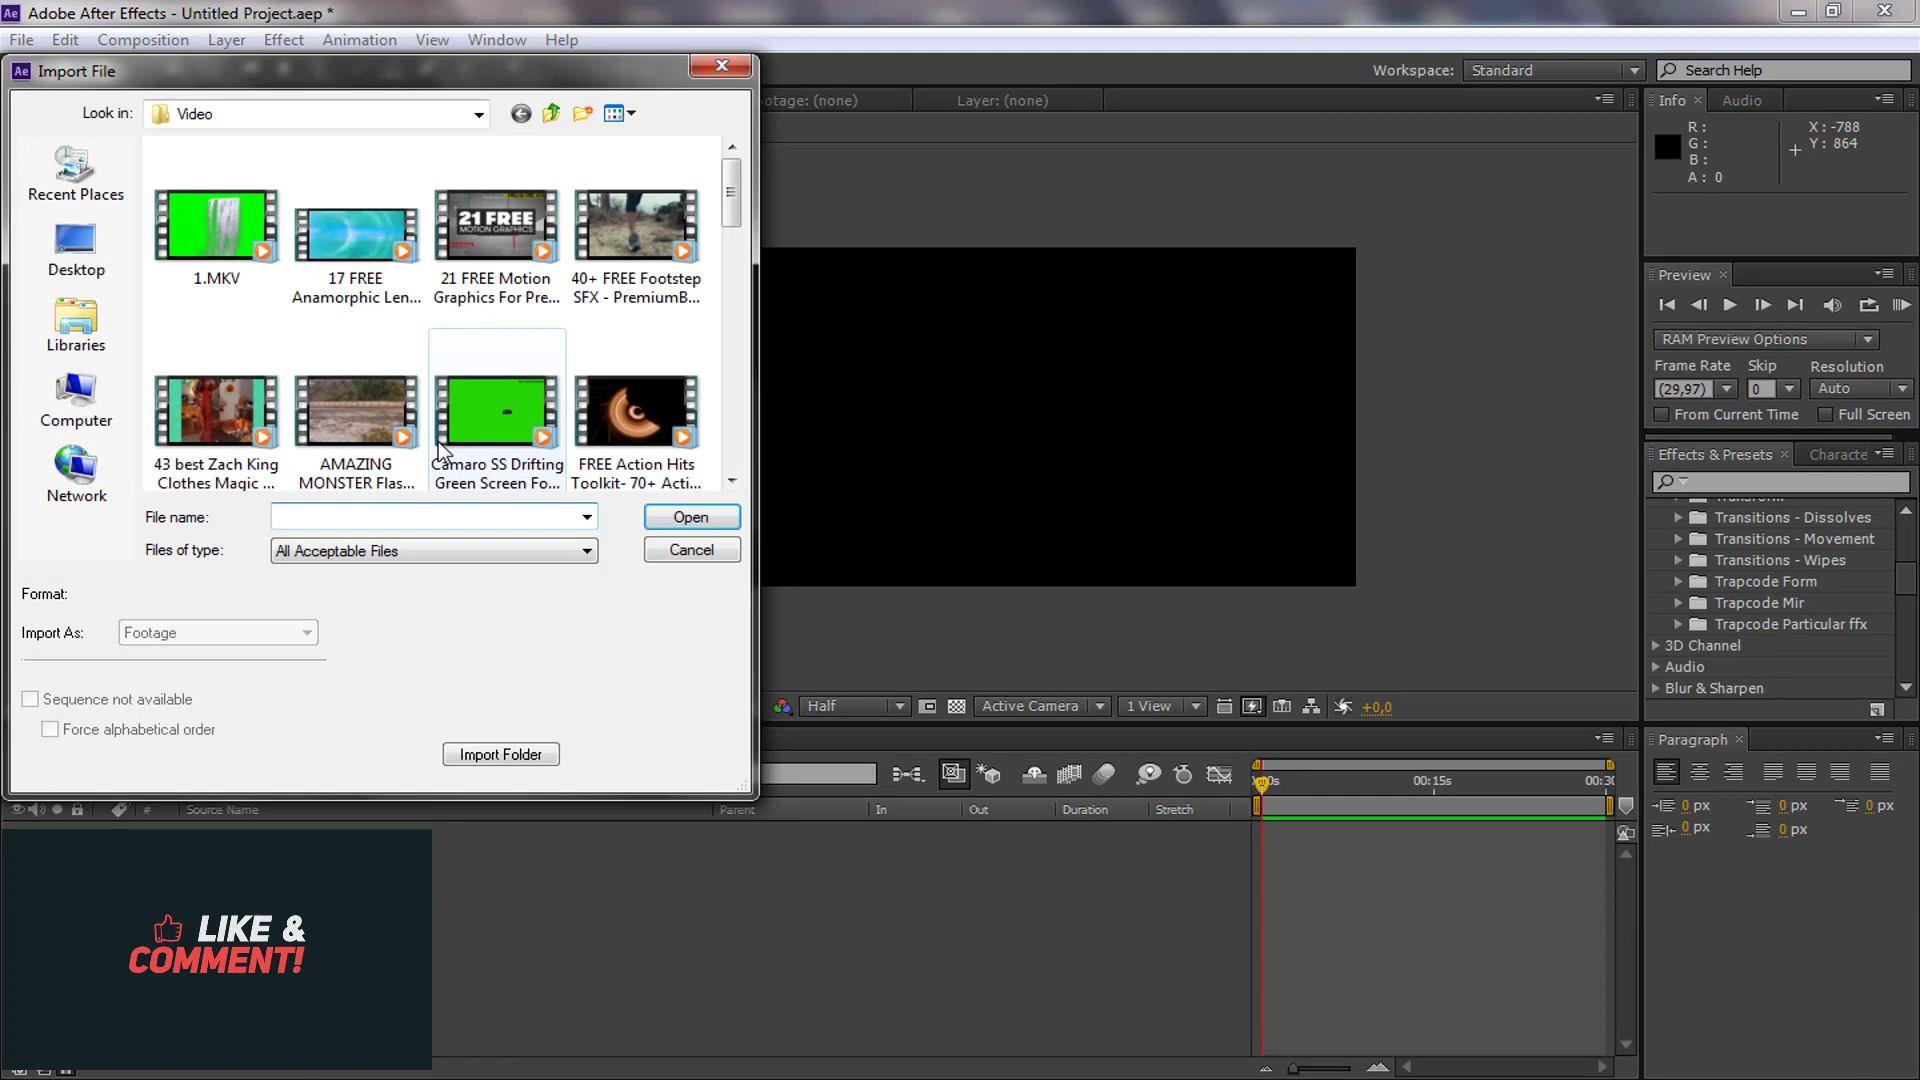 Adobe After Effects - Untitled Project.aep *
File Edit Composition Layer Effect Animation View Window Help
Import File
Look in: Video
Recent Places
Desktop
Libraries
Computer
Network
1.MKV
17 FREE
Anamorphic Len...
21 FREE
MOTION GRAPHICS
21 FREE Motion
Graphics For Pre...
40+ FREE Footstep
SFX - PremiumB...
43 best Zach King
Clothes Magic ...
AMAZING
MONSTER Flas...
Camaro SS Drifting
Green Screen Fo...
FREE Action Hits
Toolkit- 70+ Acti...
File name:
Open
Files of type: All Acceptable Files
Cancel
Format:
Import As: Footage
Sequence not available
Force alphabetical order
Import Folder
Workspace: Standard
Search Help
otage: (none)
Layer: (none)
Info Audio
R:
G:
B:
A: 0
X: -788
Y: 864
Preview
RAM Preview Options
Frame Rate Skip Resolution
(29,97) 0 Auto
From Current Time Full Screen
Effects & Presets Characte
Transitions - Dissolves
Transitions - Movement
Transitions - Wipes
Trapcode Form
Trapcode Mir
Trapcode Particular ffx
3D Channel
Audio
Blur & Sharpen
Half Active Camera 1 View +0,0
00:15s 00:30
# Source Name Parent In Out Duration Stretch
Paragraph
0 px 0 px 0 px
0 px 0 px
LIKE &
COMMENT!